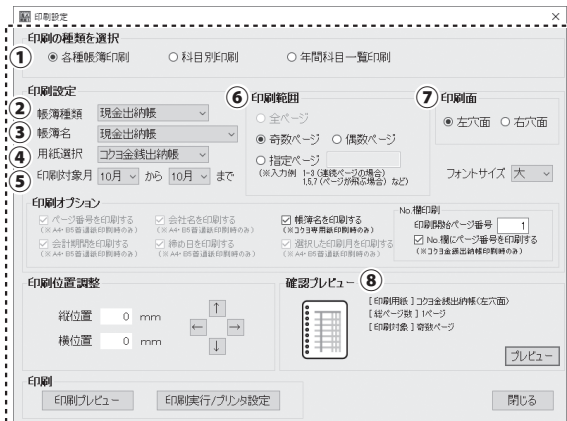 印刷設定
印刷の種類を選択
① 各種帳簿印刷 科目別印刷 年間科目一覧印刷
印刷設定
② 帳簿種類 現金出納帳
③ 帳簿名 現金出納帳
④ 用紙選択 コクヨ金銭出納帳
⑤ 印刷対象月 10月 から 10月 まで
⑥ 印刷範囲
全ページ
奇数ページ 偶数ページ
指定ページ
(※入力例 1-3 (連続ページの場合)
1,5,7 (ページが飛ぶ場合) など)
⑦ 印刷面
左穴面 右穴面
フォントサイズ 大
印刷オプション
ページ番号を印刷する
(※A4・B5普通紙印刷時のみ)
会社名を印刷する
(※A4・B5普通紙印刷時のみ)
帳簿名を印刷する
(※コクヨ専用紙印刷時のみ)
会計期間を印刷する
(※A4・B5普通紙印刷時のみ)
締め日を印刷する
(※A4・B5普通紙印刷時のみ)
選択した印刷月を印刷する
(※A4・B5普通紙印刷時のみ)
No.欄印刷
印刷開始ページ番号 1
No.欄にページ番号を印刷する
(※コクヨ金銭出納帳印刷時のみ)
印刷位置調整
縦位置 0 mm
横位置 0 mm
↑
← →
↓
確認プレビュー ⑧
[印刷用紙]コクヨ金銭出納帳(左穴面)
[総ページ数]1ページ
[印刷対象]奇数ページ
プレビュー
印刷
印刷プレビュー 印刷実行/プリンタ設定 閉じる